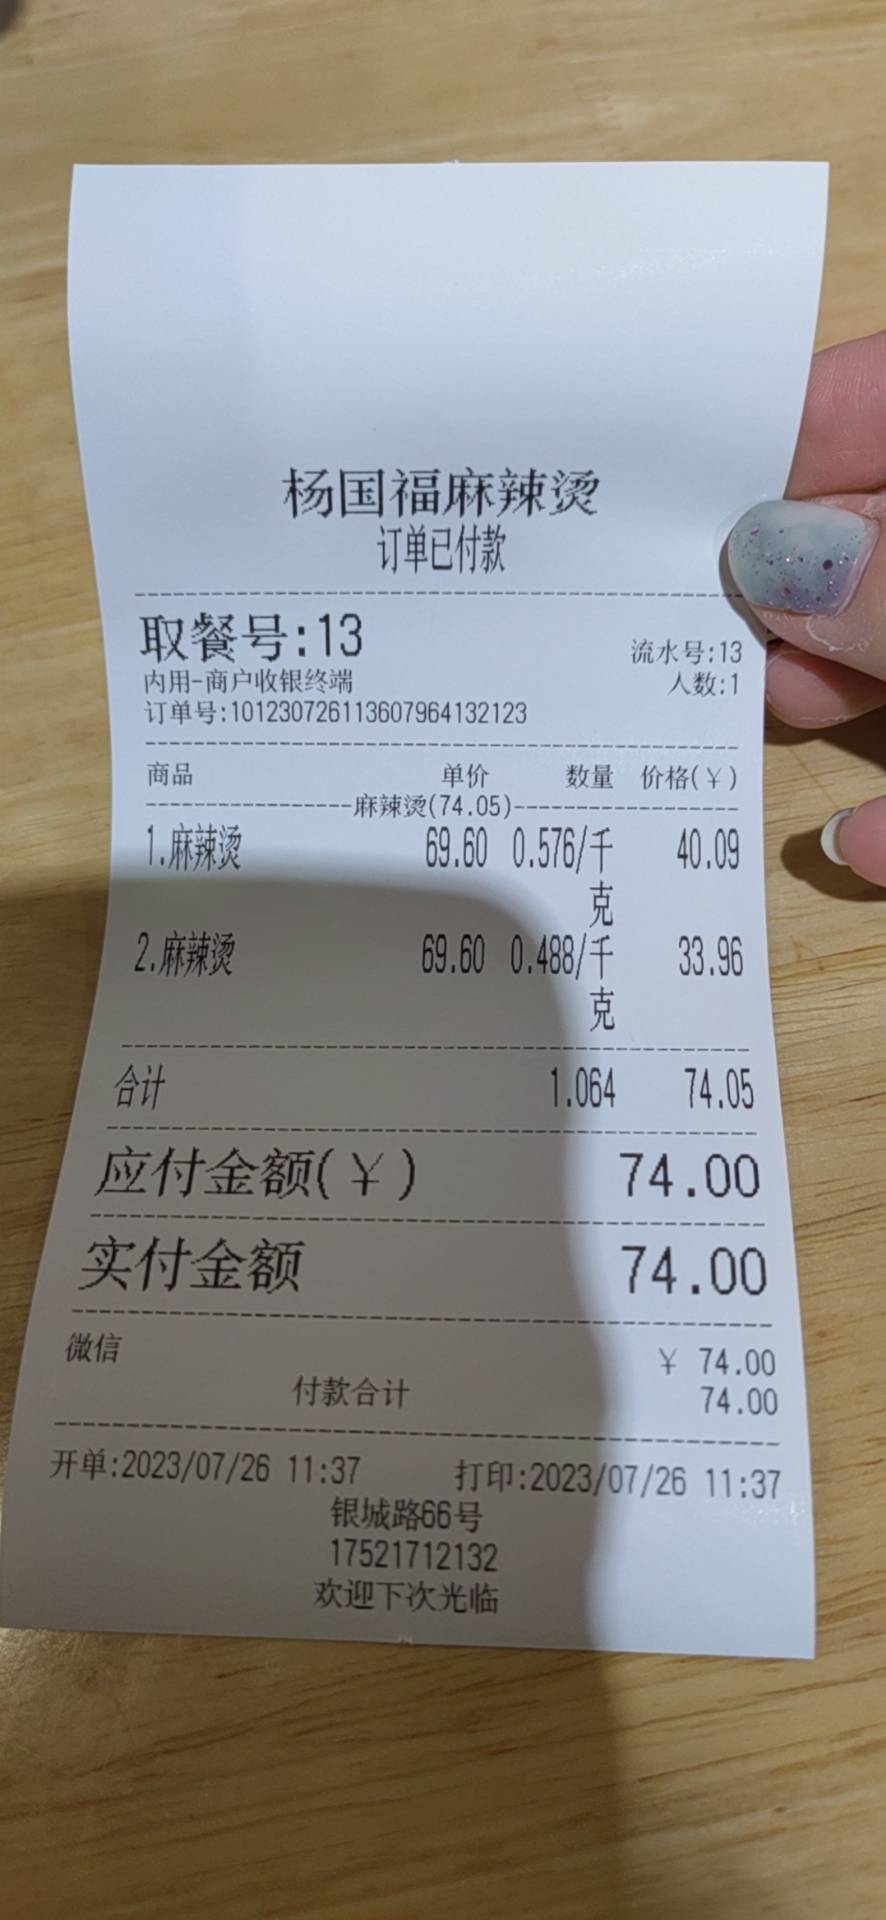 杨国福麻辣烫
订单已付款
取餐号:13
流水号:13
内用-商户收银终端 人数:1
订单号:101230726113607964132123
商品 单价 数量 价格(¥)
麻辣烫(74.05)
1.麻辣烫 69.60 0.576/千克 40.09
2.麻辣烫 69.60 0.488/千克 33.96
合计 1.064 74.05
应付金额(¥) 74.00
实付金额 74.00
微信 ¥ 74.00
付款合计 74.00
开单:2023/07/26 11:37 打印:2023/07/26 11:37
银城路66号
17521712132
欢迎下次光临